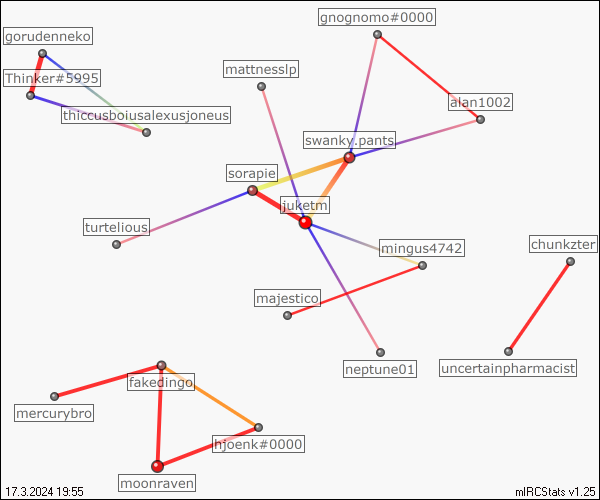 gnognomo#0000
gorudenneko
mattnesslp
Thinker#5995
alan1002
thiccusboiusalexusjoneus
swanky.pants
sorapie
juketm
turtelious
mingus4742
chunkzter
majestico
neptune01
uncertainpharmacist
fakedingo
mercurybro
hjoenk#0000
moonraven
17.3.2024 19:55
mIRCStats v1.25